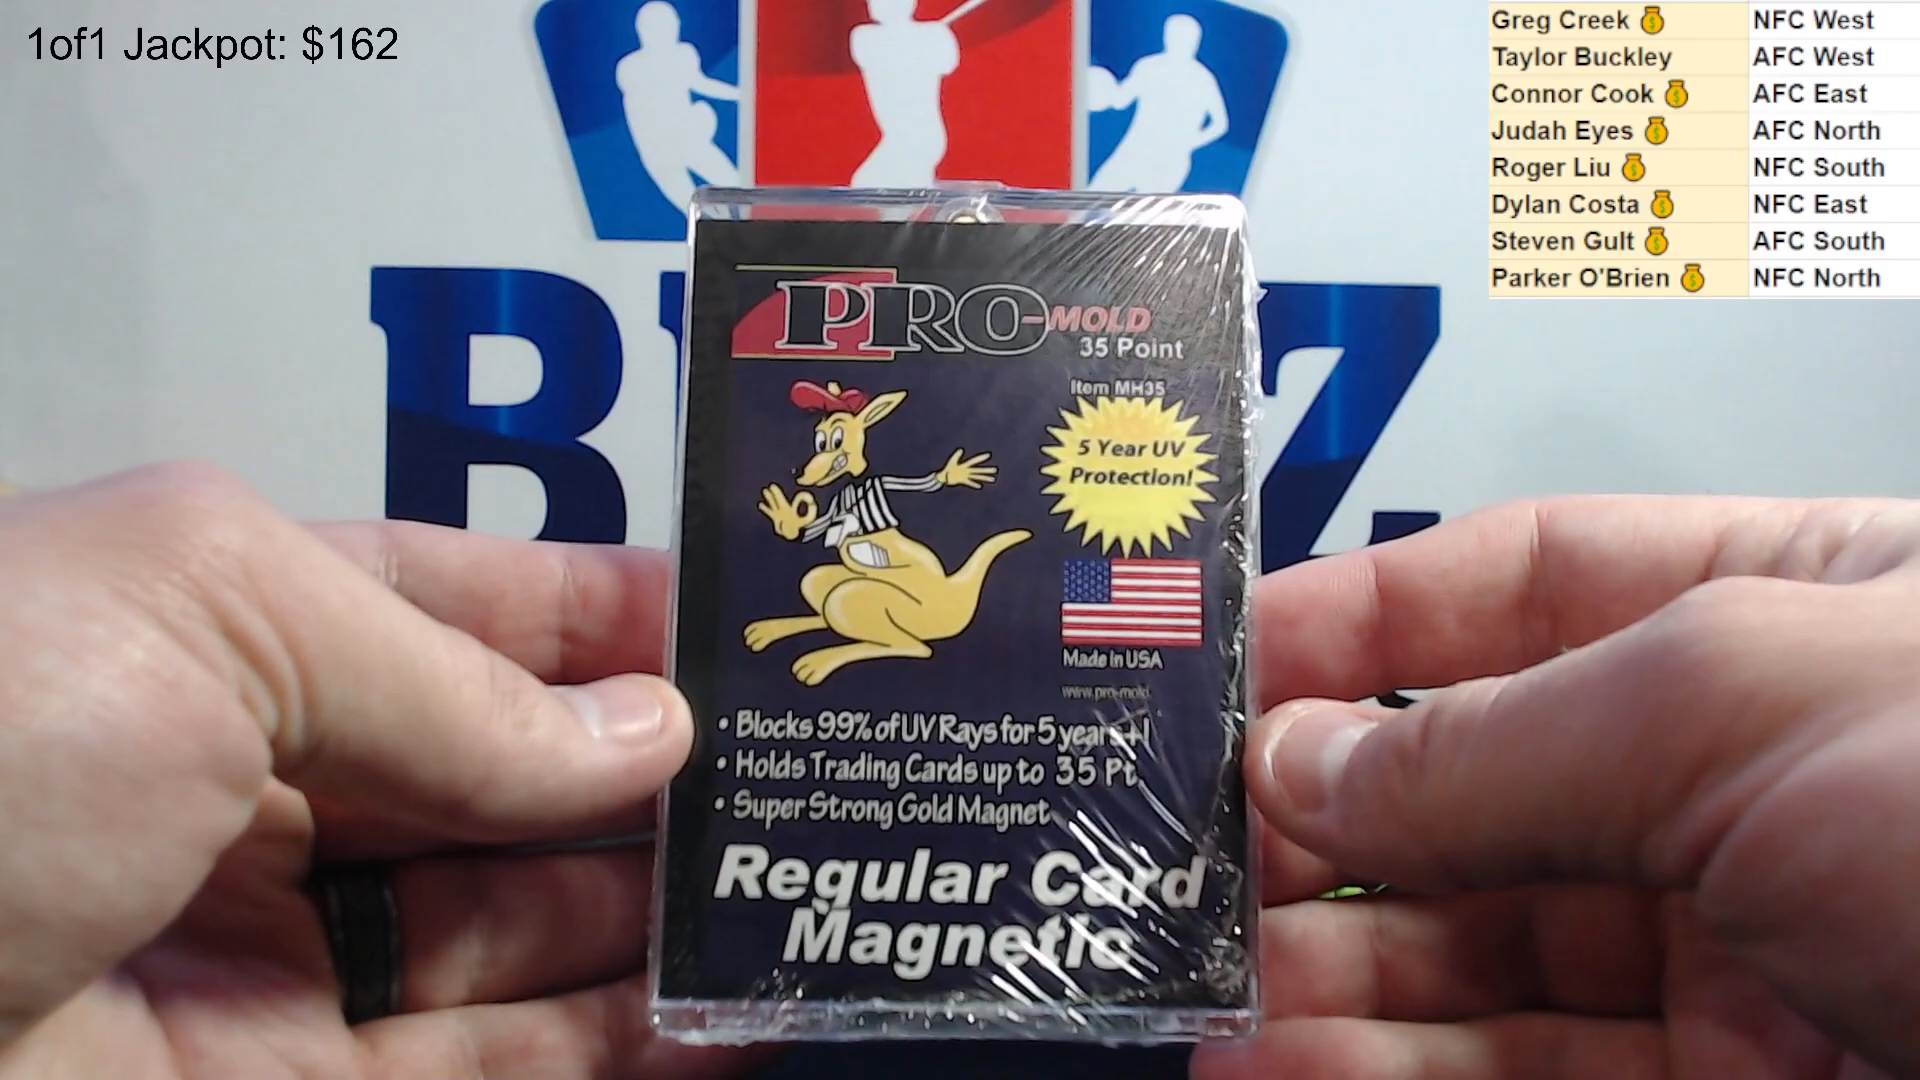 1of1 Jackpot: $162
Greg Creek NFC West
Taylor Buckley AFC West
Connor Cook AFC East
Judah Eyes AFC North
Roger Liu NFC South
Dylan Costa NFC East
Steven Gult AFC South
Parker O'Brien NFC North
PRO-MOLD
35 Point
Item MH35
5 Year UV
Protection!
Made in USA
www.pro-mold
• Blocks 99% of UV Rays for 5 years+!
• Holds Trading Cards up to 35 Pt.
• Super Strong Gold Magnet
Regular Card
Magnetic